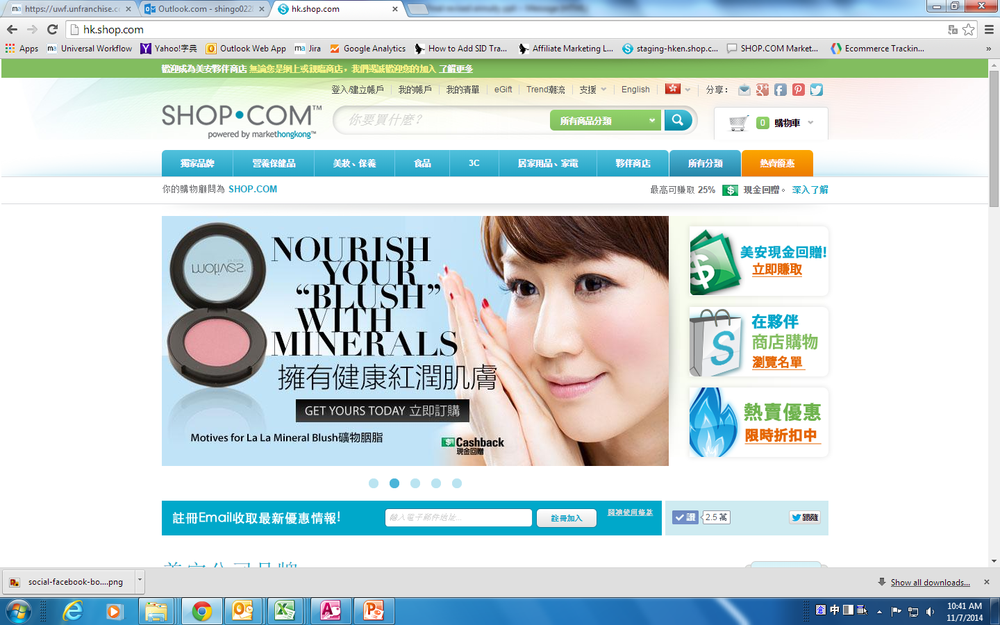 https://uwf.unfranchise.c
Outlook.com - shingo022
hk.shop.com
hk.shop.com
Apps
Universal Workflow
Yahoo!字典
Outlook Web App
Jira
Google Analytics
How to Add SID Tra...
Affiliate Marketing L...
staging-hken.shop.c...
SHOP.COM Market...
Ecommerce Trackin...
»
歡迎成為美安夥伴商店 無論您是網上或親臨商店，我們竭誠歡迎您的加入 了解更多
登入/建立帳戶
我的帳戶
我的清單
eGift
Trend潮流
支援
English
分享：
SHOP•COM™
powered by markethongkong™
你要買什麼？
所有商品分類
0 購物車
獨家品牌
營養保健品
美妝、保養
食品
3C
居家用品、家電
夥伴商店
所有分類
熱賣優惠
你的購物顧問為 SHOP.COM
最高可賺取 25% $ 現金回贈。 深入了解
motives
NOURISH
YOUR
“BLUSH”
WITH
MINERALS
擁有健康紅潤肌膚
GET YOURS TODAY 立即訂購
Motives for La La Mineral Blush礦物胭脂
$ Cashback
現金回贈
$
美安現金回贈!
立即賺取
S
在夥伴
商店購物
瀏覽名單
熱賣優惠
限時折扣中
註冊Email收取最新優惠情報!
輸入電子郵件地址...
註冊加入
閱讀使用條款
讚
2.5 萬
跟隨
美安公司品牌
social-facebook-bo....png
Show all downloads...
倉 中
10:41 AM
11/7/2014